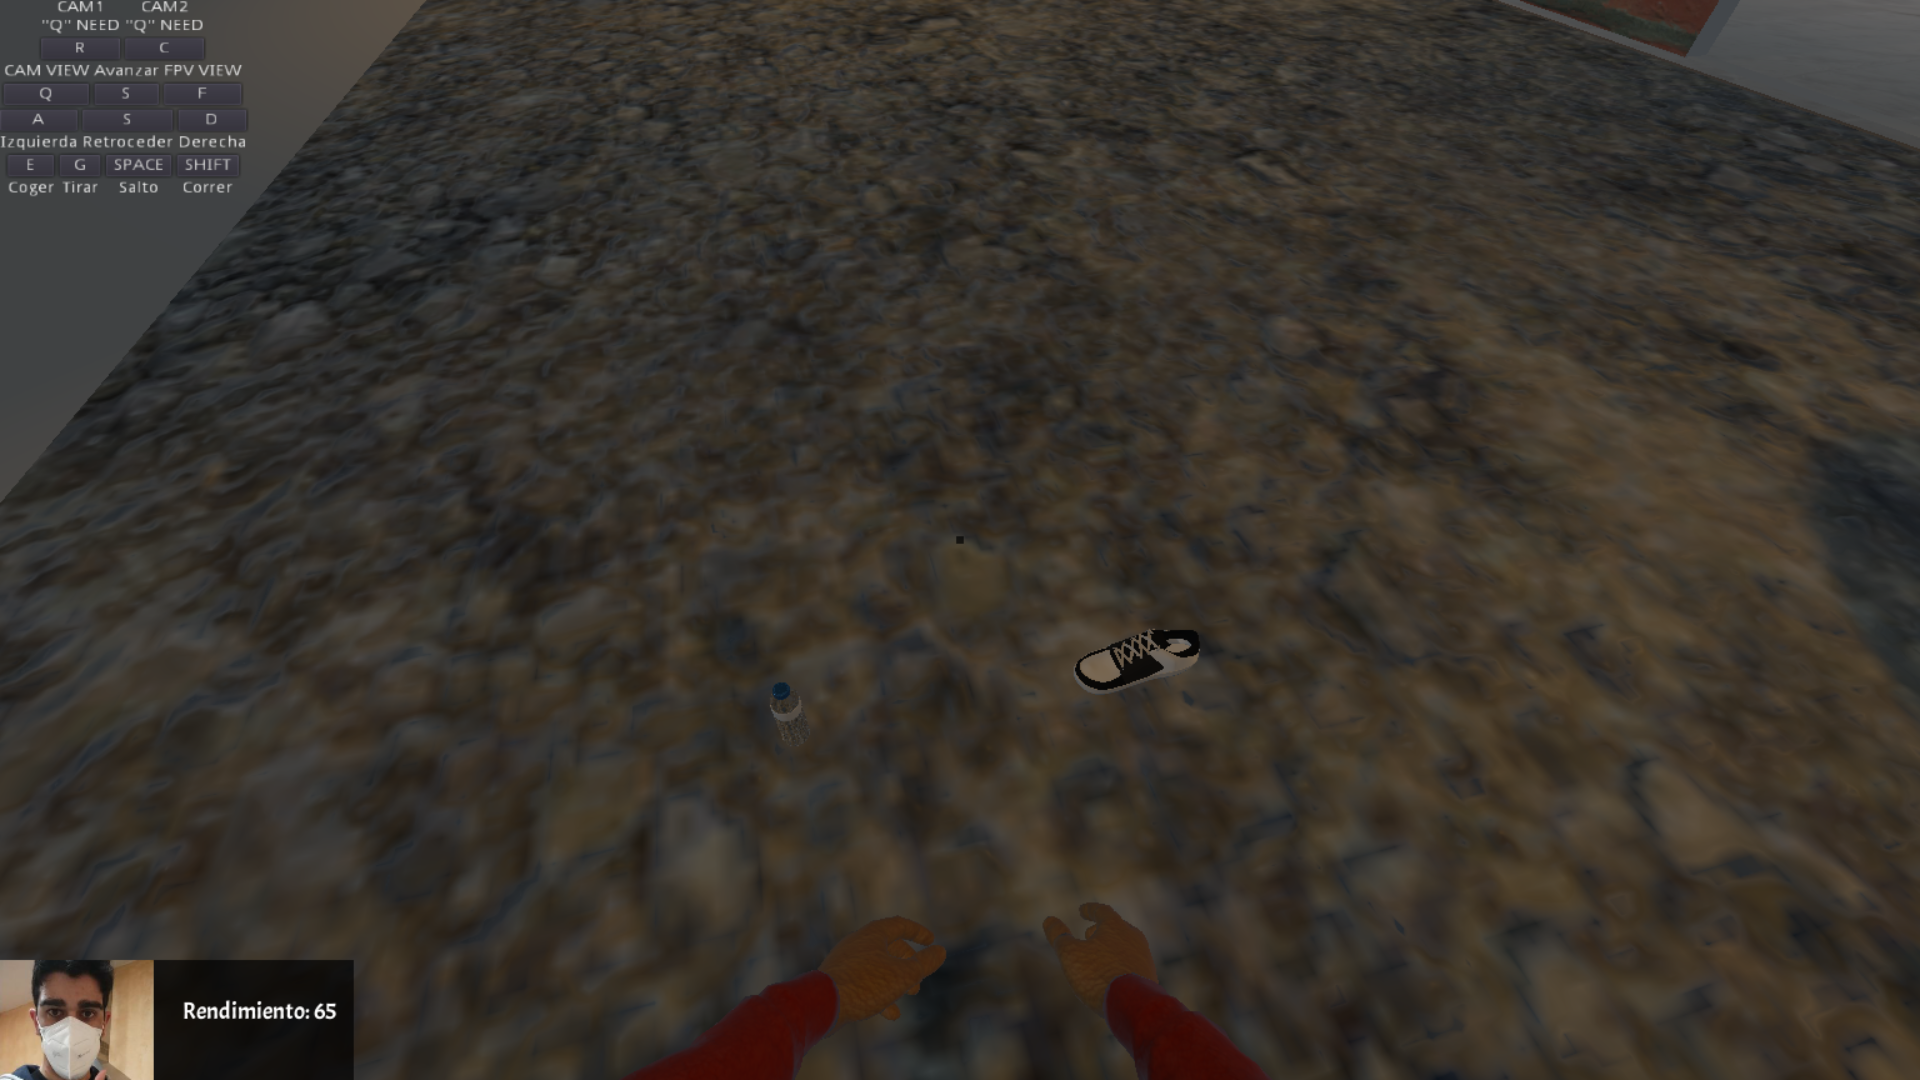 CAM1 CAM2
"Q" NEED "Q" NEED
R C
CAM VIEW Avanzar FPV VIEW
Q S F
A S D
Izquierda Retroceder Derecha
E G SPACE SHIFT
Coger Tirar Salto Correr
Rendimiento: 65